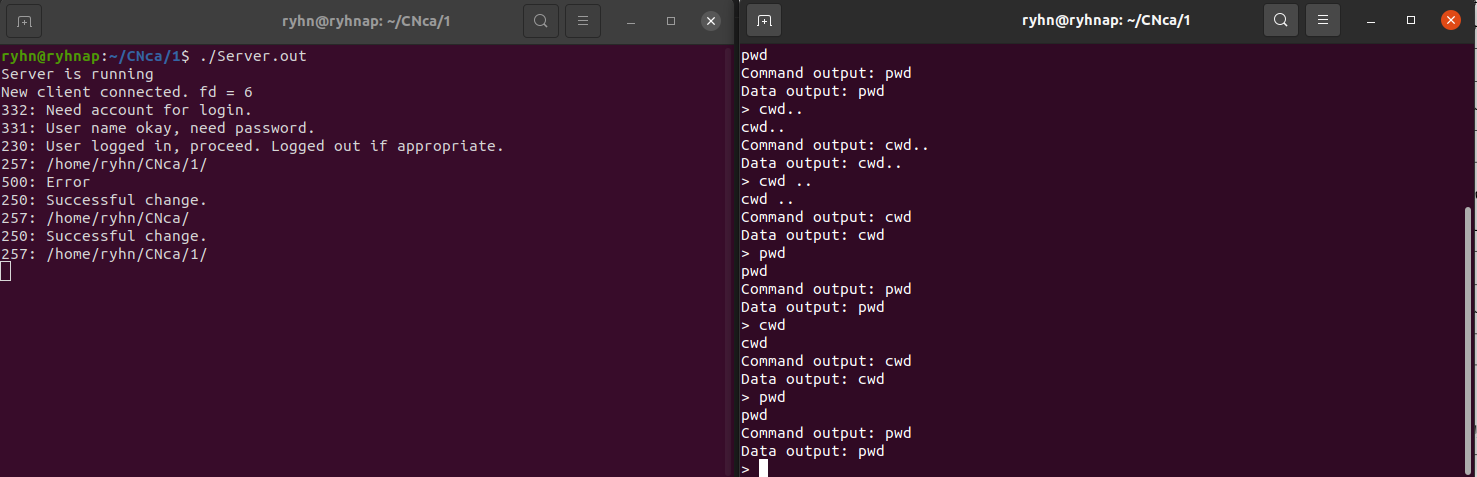 ryhn@ryhnap: ~/CNca/1
ryhn@ryhnap:~/CNca/1$ ./Server.out
Server is running
New client connected. fd = 6
332: Need account for login.
331: User name okay, need password.
230: User logged in, proceed. Logged out if appropriate.
257: /home/ryhn/CNca/1/
500: Error
250: Successful change.
257: /home/ryhn/CNca/
250: Successful change.
257: /home/ryhn/CNca/1/
ryhn@ryhnap: ~/CNca/1
pwd
Command output: pwd
Data output: pwd
> cwd..
cwd..
Command output: cwd..
Data output: cwd..
> cwd ..
cwd ..
Command output: cwd
Data output: cwd
> pwd
pwd
Command output: pwd
Data output: pwd
> cwd
cwd
Command output: cwd
Data output: cwd
> pwd
pwd
Command output: pwd
Data output: pwd
>